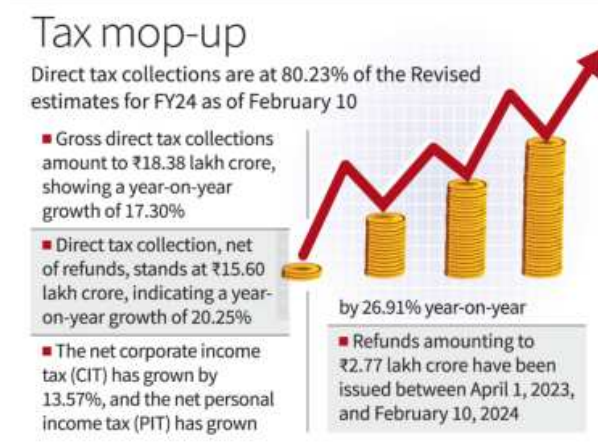 Tax mop-up
Direct tax collections are at 80.23% of the Revised
estimates for FY24 as of February 10
■ Gross direct tax collections
amount to ₹18.38 lakh crore,
showing a year-on-year
growth of 17.30%
■ Direct tax collection, net
of refunds, stands at ₹15.60
lakh crore, indicating a year-
on-year growth of 20.25%
■ The net corporate income
tax (CIT) has grown by
13.57%, and the net personal
income tax (PIT) has grown
by 26.91% year-on-year
■ Refunds amounting to
₹2.77 lakh crore have been
issued between April 1, 2023,
and February 10, 2024